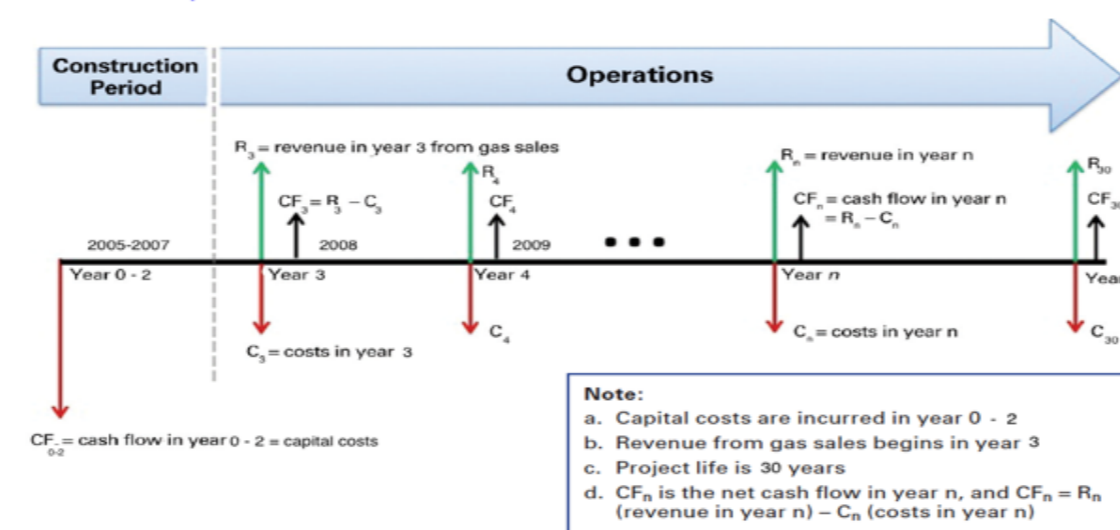 Construction
Period
Operations
R₃ = revenue in year 3 from gas sales
R₄
Rₙ = revenue in year n
R₃₀
CF₃ = R₃ – C₃
CF₄
CFₙ = cash flow in year n
= Rₙ – Cₙ
2005-2007
2008
2009
• • •
Year 0 - 2
Year 3
Year 4
Year n
C₃ = costs in year 3
C₄
Cₙ = costs in year n
C₃₀
CF₀₋₂ = cash flow in year 0 - 2 = capital costs
Note:
a. Capital costs are incurred in year 0 - 2
b. Revenue from gas sales begins in year 3
c. Project life is 30 years
d. CFₙ is the net cash flow in year n, and CFₙ = Rₙ
(revenue in year n) – Cₙ (costs in year n)